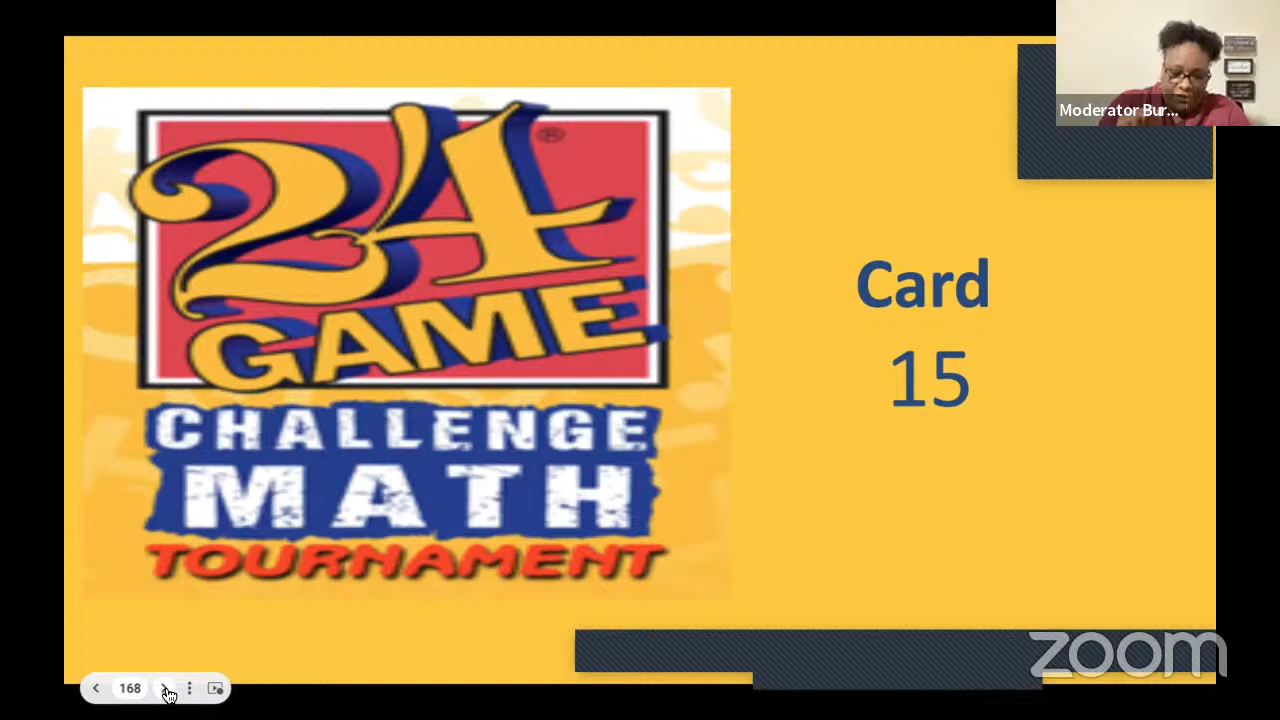 Moderator Bur...
24®
GAME
CHALLENGE
MATH
TOURNAMENT
Card
15
zoom
168